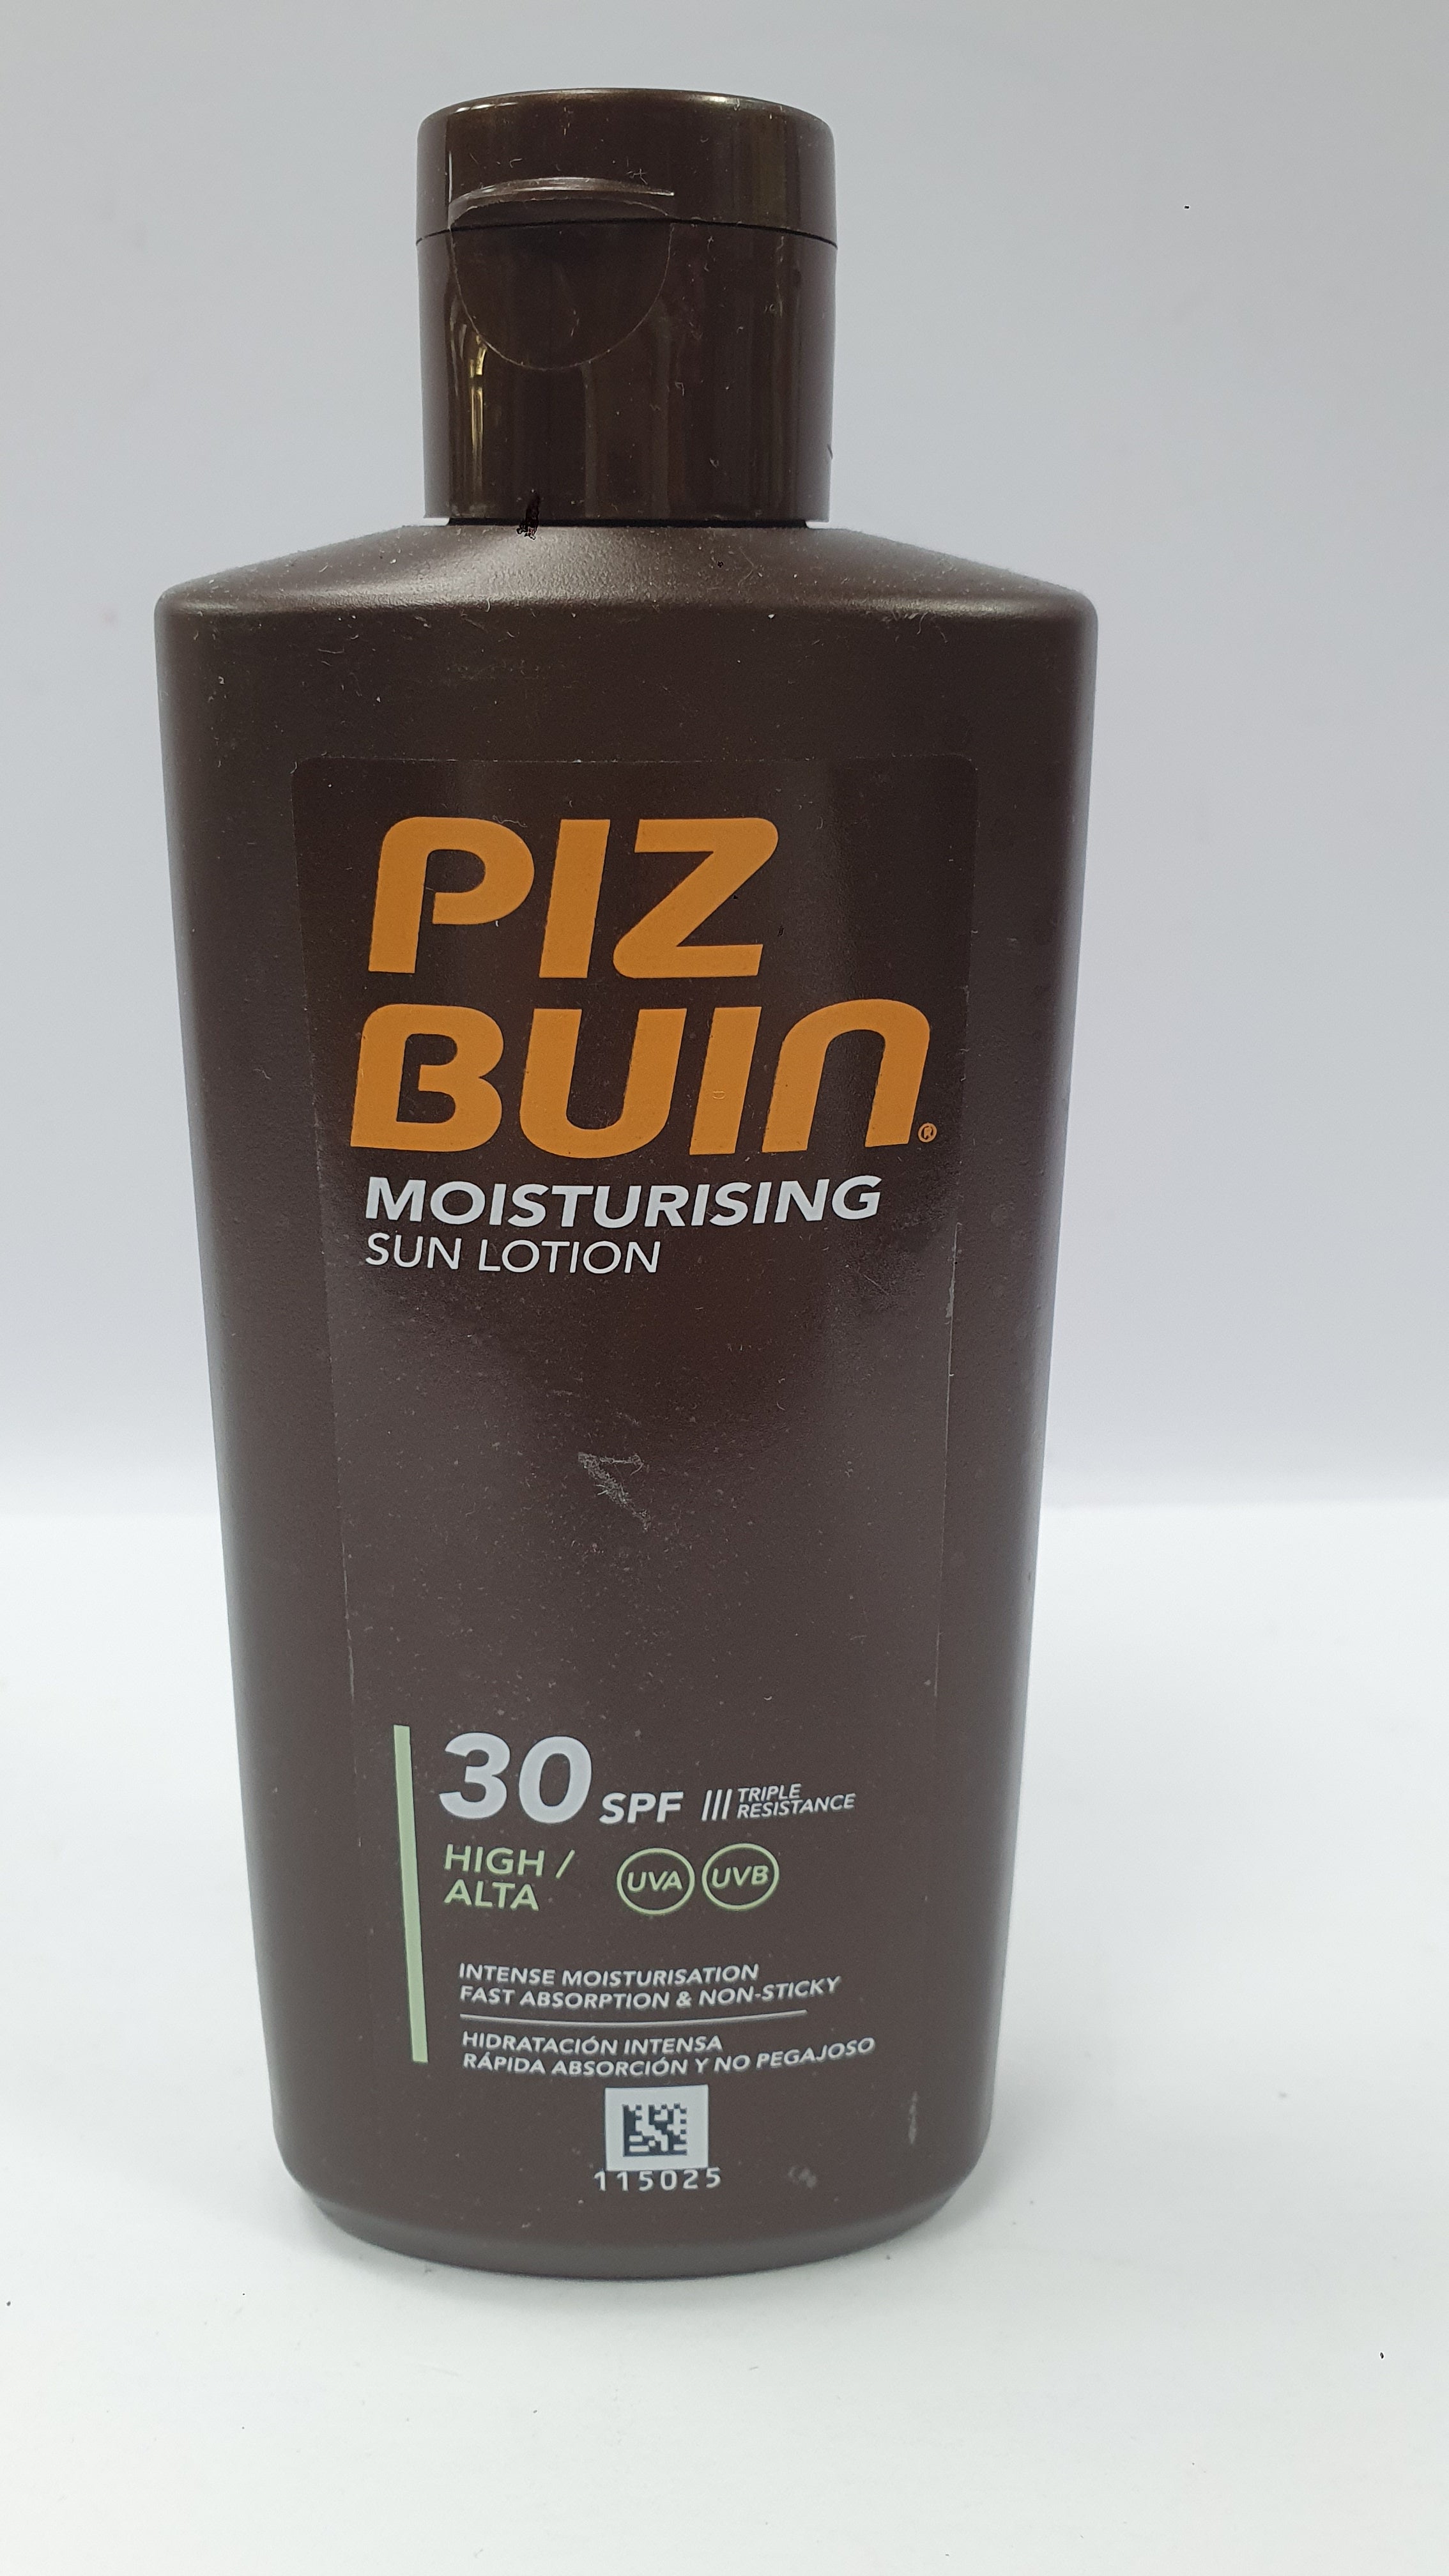 PIZ
BUIN®
MOISTURISING
SUN LOTION
30 SPF /// TRIPLE
RESISTANCE
HIGH /
ALTA
UVA UVB
INTENSE MOISTURISATION
FAST ABSORPTION & NON-STICKY
HIDRATACIÓN INTENSA
RÁPIDA ABSORCIÓN Y NO PEGAJOSO
115025